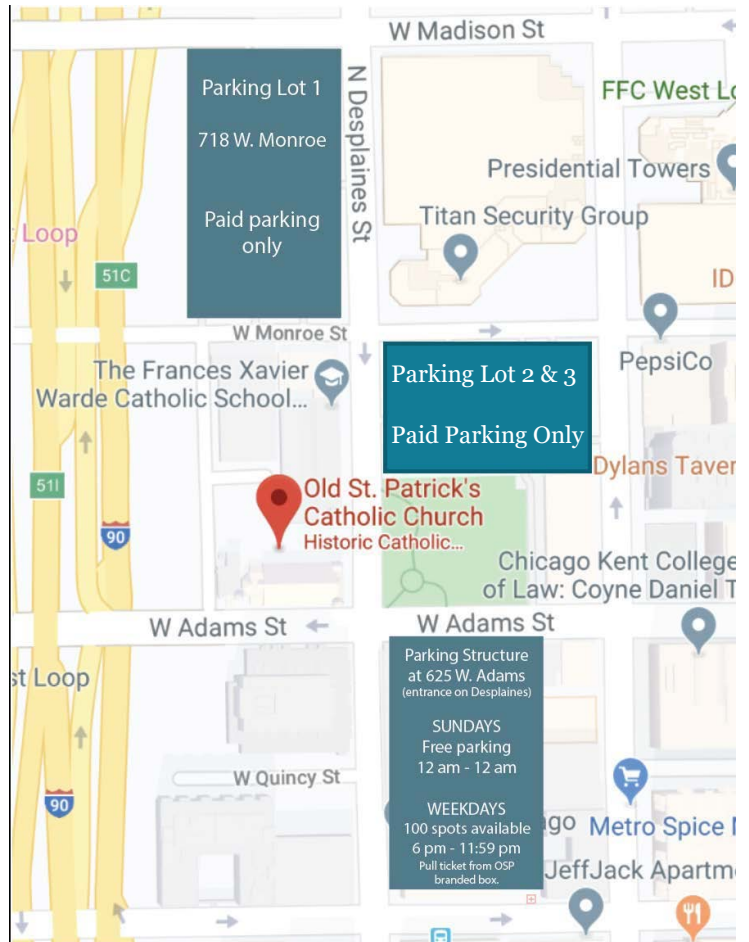 W Madison St
Parking Lot 1
718 W. Monroe
Paid parking
only
N Desplaines St
FFC West Lo
Presidential Towers
Titan Security Group
Loop
51C
ID
W Monroe St
PepsiCo
The Frances Xavier
Warde Catholic School...
Parking Lot 2 & 3
Paid Parking Only
Dylans Taver
51I
90
Old St. Patrick's
Catholic Church
Historic Catholic...
Chicago Kent College
of Law: Coyne Daniel T
W Adams St
W Adams St
st Loop
Parking Structure
at 625 W. Adams
(entrance on Desplaines)
SUNDAYS
Free parking
12 am - 12 am
W Quincy St
90
WEEKDAYS
100 spots available
6 pm - 11:59 pm
Pull ticket from OSP
branded box.
ago
Metro Spice M
JeffJack Apartme